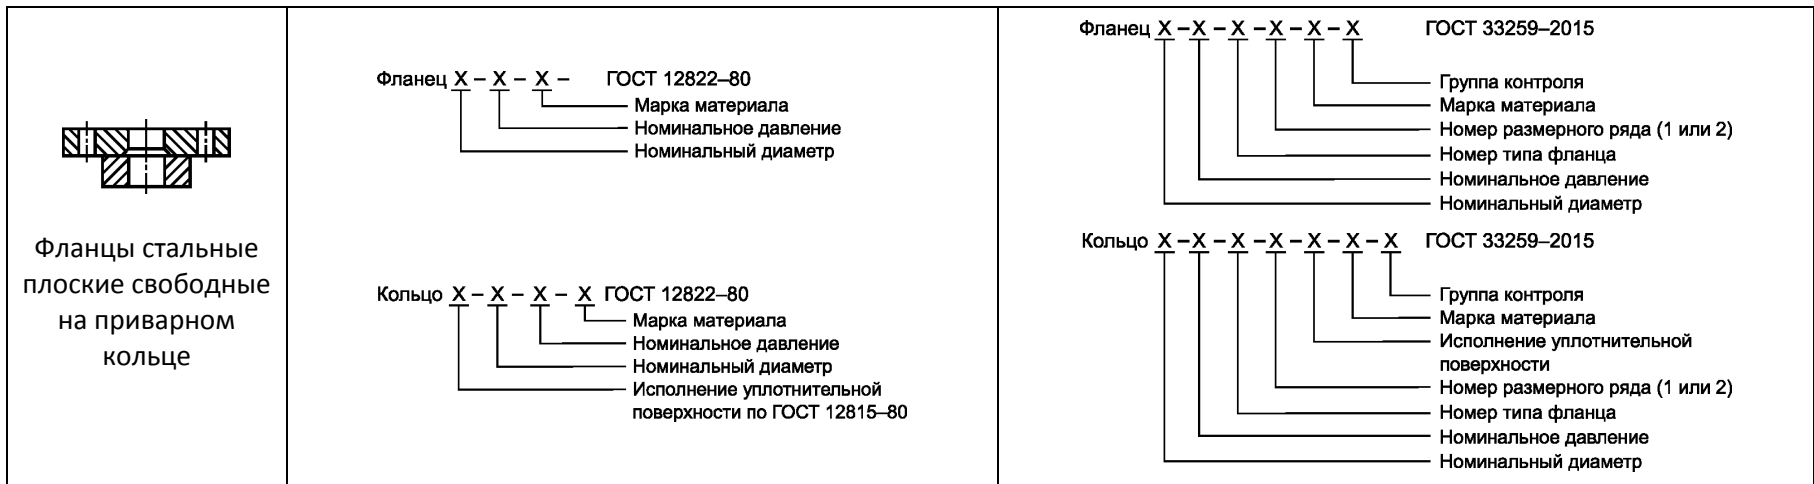 Фланцы стальные
плоские свободные
на приварном
кольце
Фланец X – X – X – ГОСТ 12822–80
Марка материала
Номинальное давление
Номинальный диаметр
Кольцо X – X – X – X ГОСТ 12822–80
Марка материала
Номинальное давление
Номинальный диаметр
Исполнение уплотнительной
поверхности по ГОСТ 12815–80
Фланец X – X – X – X – X – X ГОСТ 33259–2015
Группа контроля
Марка материала
Номер размерного ряда (1 или 2)
Номер типа фланца
Номинальное давление
Номинальный диаметр
Кольцо X – X – X – X – X – X – X ГОСТ 33259–2015
Группа контроля
Марка материала
Исполнение уплотнительной
поверхности
Номер размерного ряда (1 или 2)
Номер типа фланца
Номинальное давление
Номинальный диаметр